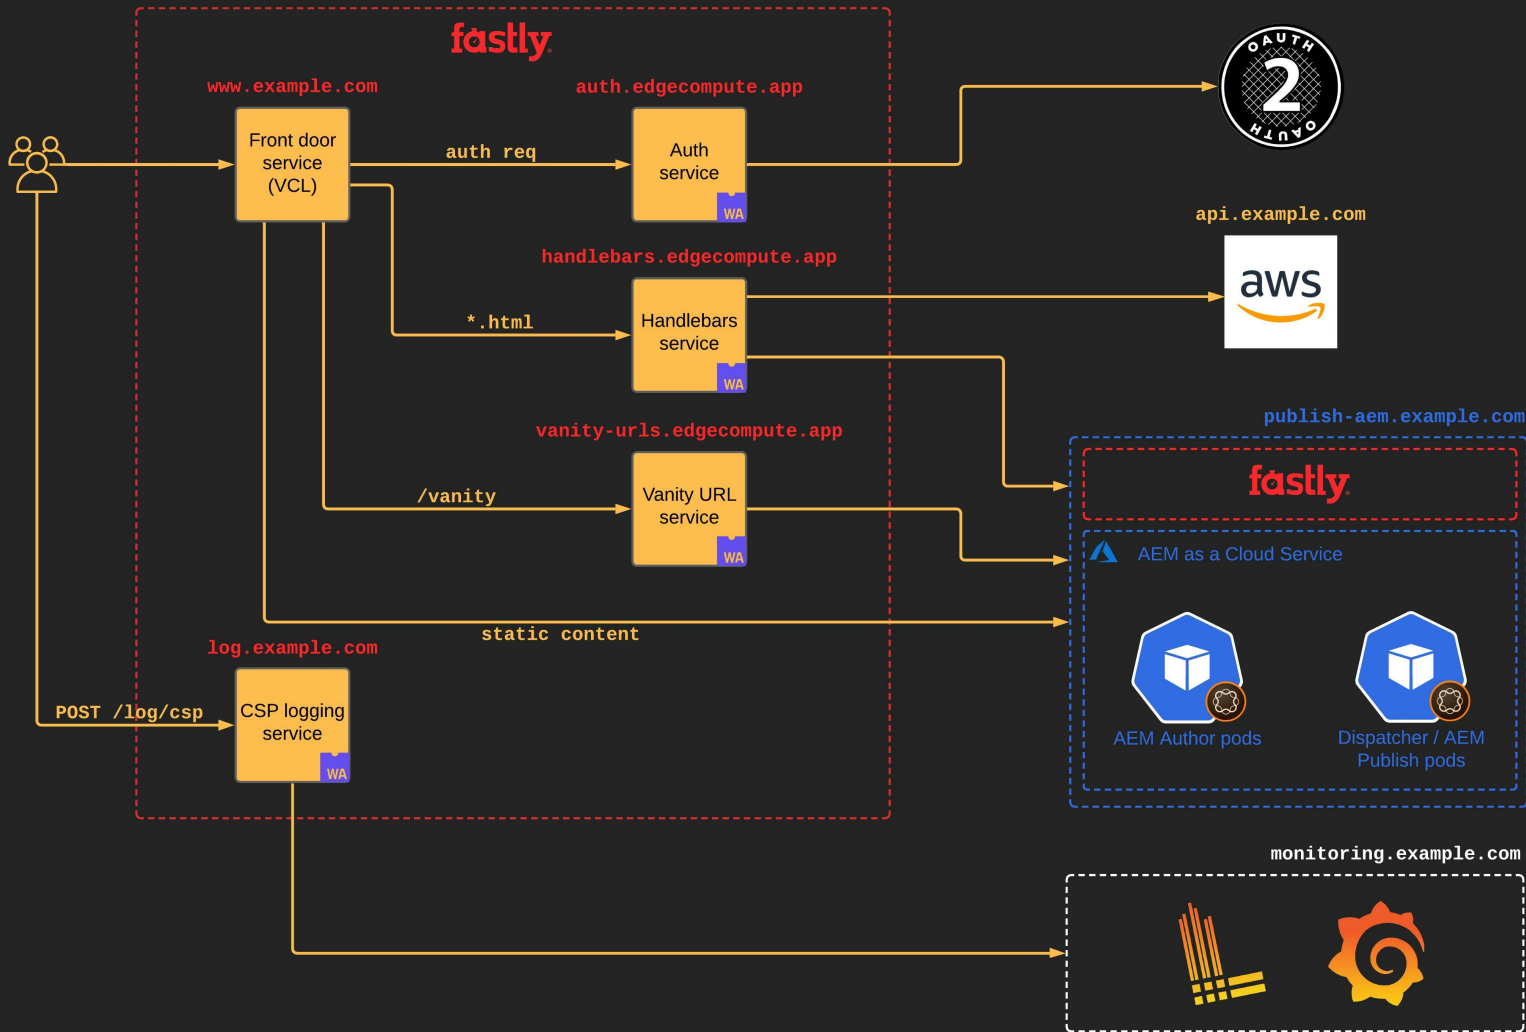 fastly
www.example.com
auth.edgecompute.app
OAUTH
2
OAUTH
Front door
service
(VCL)
auth req
Auth
service
WA
api.example.com
aws
handlebars.edgecompute.app
*.html
Handlebars
service
WA
publish-aem.example.com
fastly
vanity-urls.edgecompute.app
/vanity
Vanity URL
service
WA
AEM as a Cloud Service
static content
AEM Author pods
Dispatcher / AEM
Publish pods
log.example.com
POST /log/csp
CSP logging
service
WA
monitoring.example.com